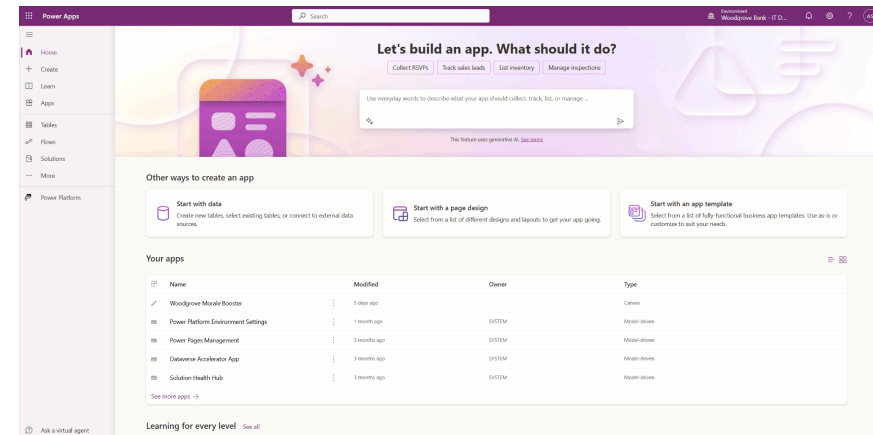 Power Apps
Search
Environment
Woodgrove Bank - IT D...
?
AS
Home
Create
Learn
Apps
Tables
Flows
Solutions
More
Power Platform
Ask a virtual agent
Let's build an app. What should it do?
Collect RSVPs Track sales leads List inventory Manage inspections
Use everyday words to describe what your app should collect, track, list, or manage...
This feature uses generative AI. See terms
Other ways to create an app
Start with data
Create new tables, select existing tables, or connect to external data
sources.
Start with a page design
Select from a list of different designs and layouts to get your app going.
Start with an app template
Select from a list of fully-functional business app templates. Use as-is or
customize to suit your needs.
Your apps
Name Modified Owner Type
Woodgrove Morale Booster 5 days ago Canvas
Power Platform Environment Settings 1 month ago SYSTEM Model-driven
Power Pages Management 3 months ago SYSTEM Model-driven
Dataverse Accelerator App 3 months ago SYSTEM Model-driven
Solution Health Hub 3 months ago SYSTEM Model-driven
See more apps →
Learning for every level See all